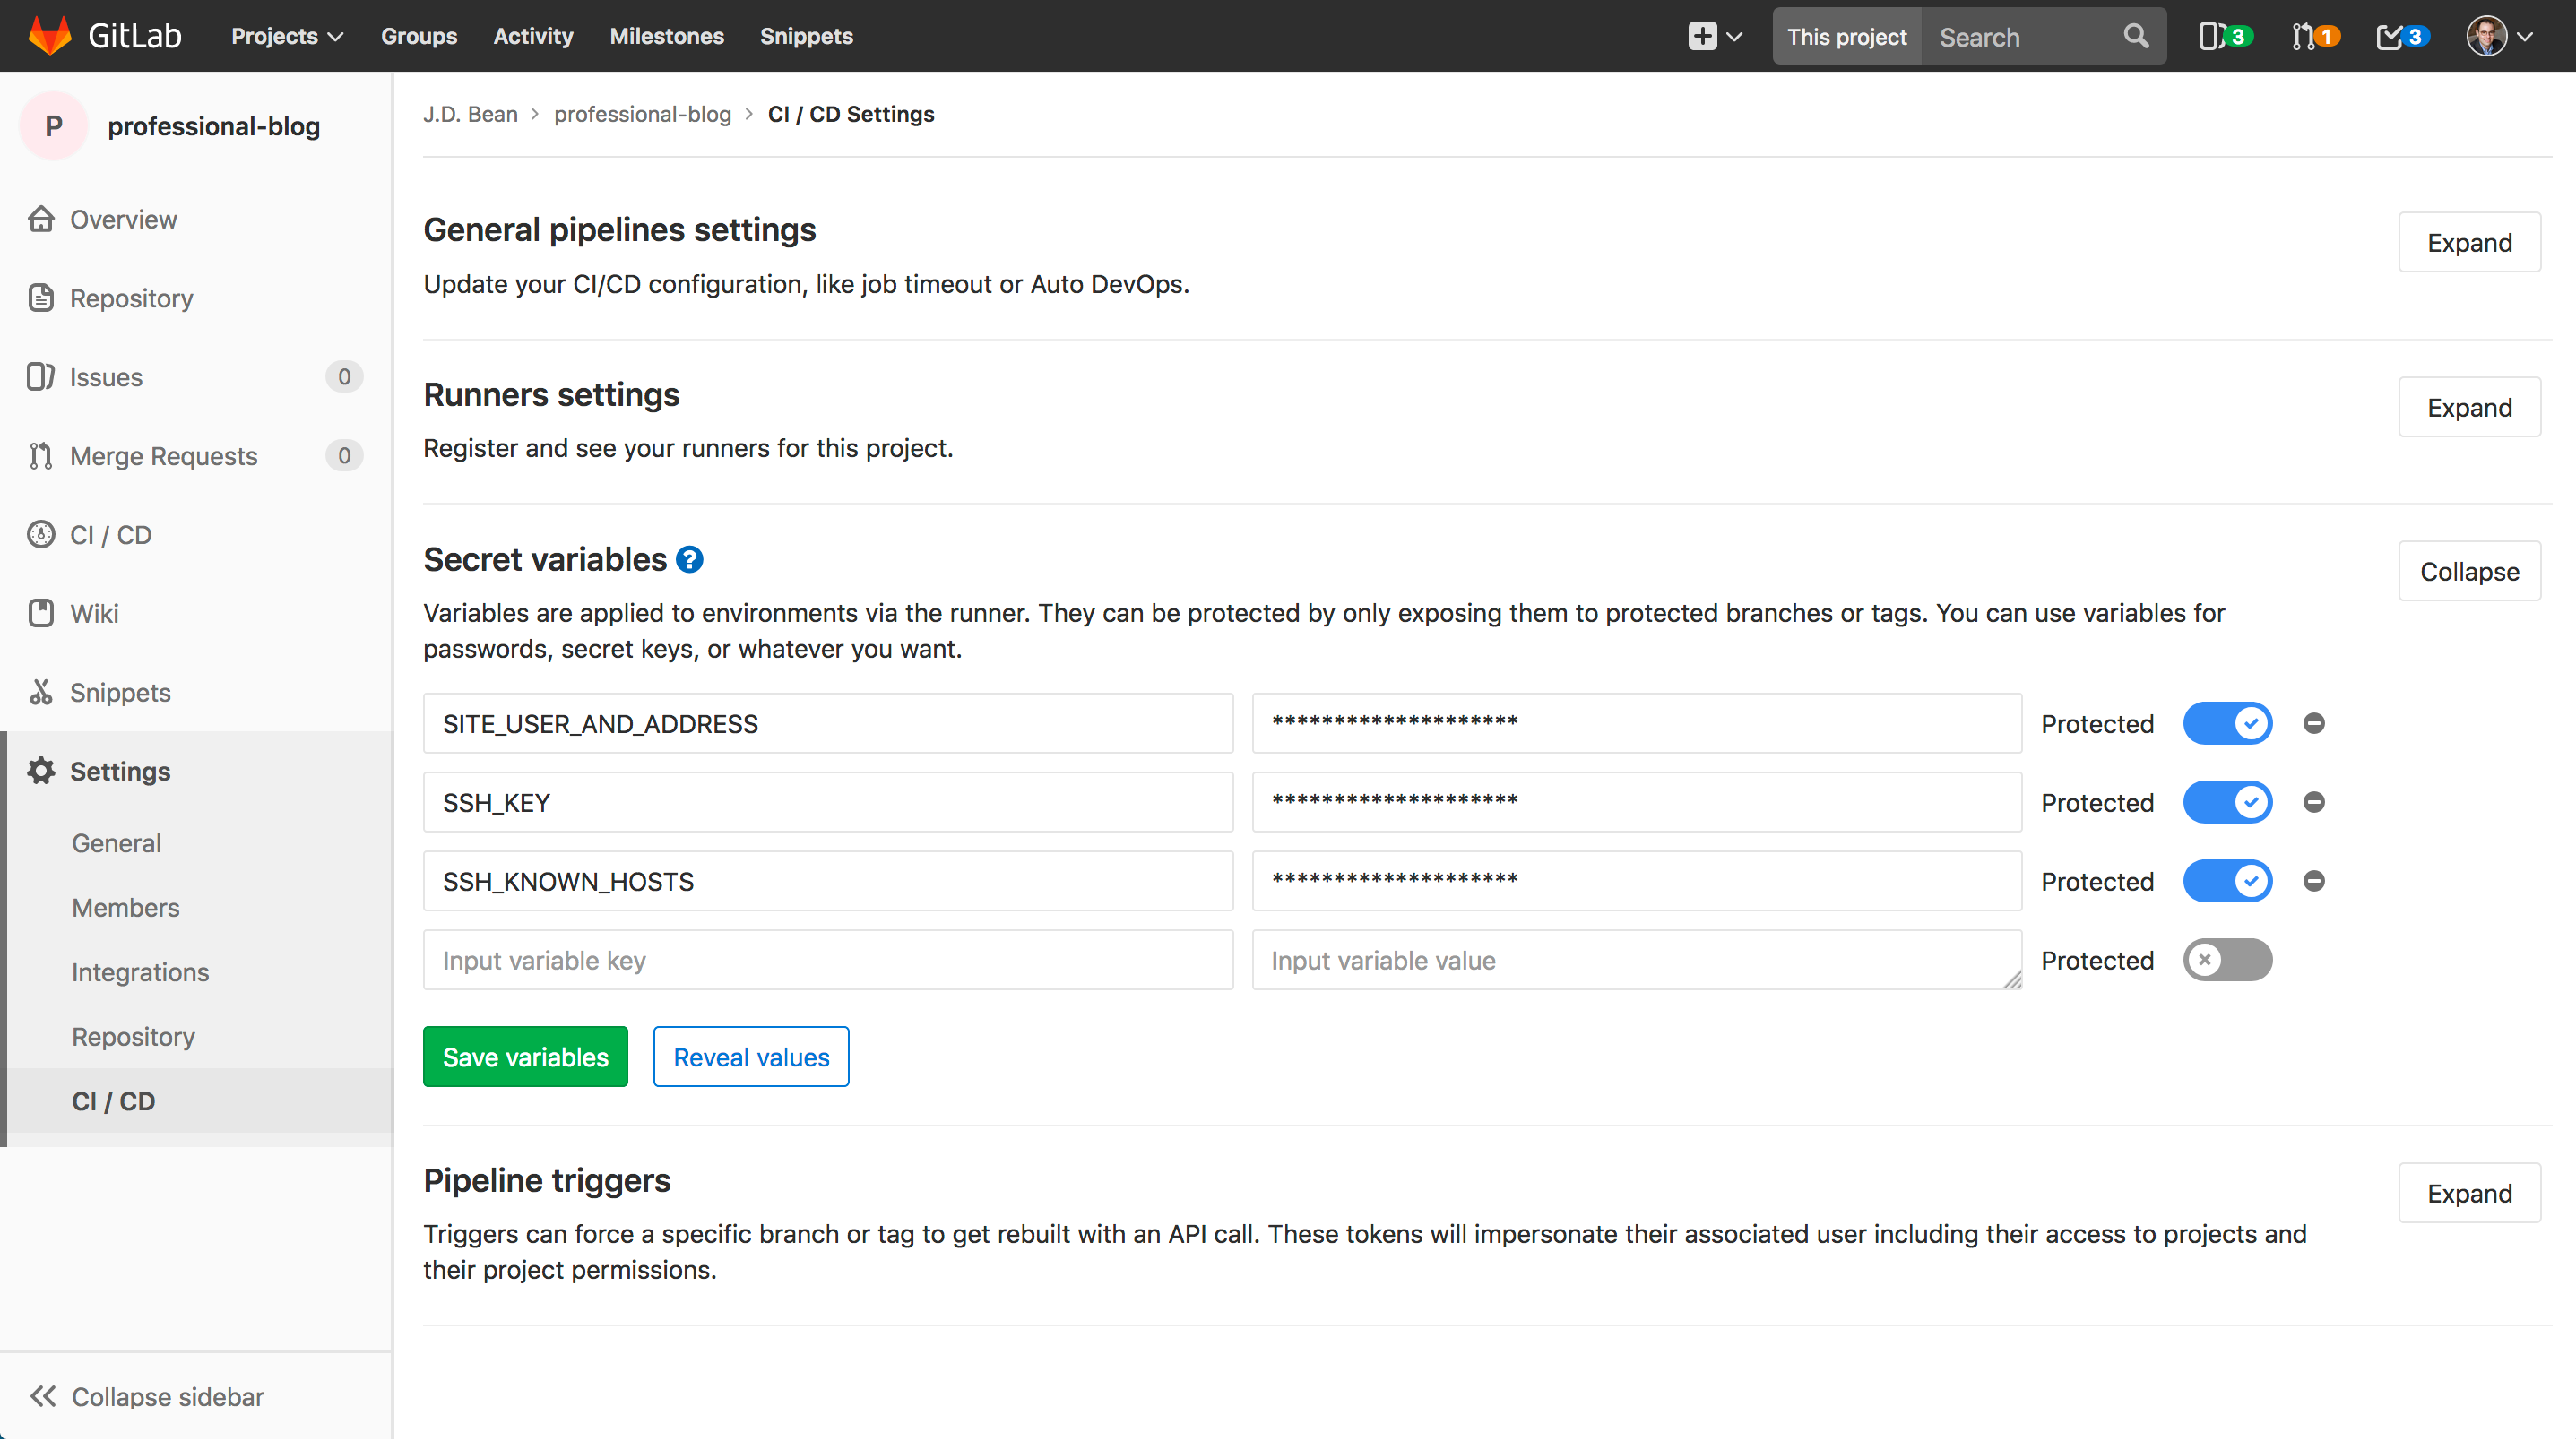 GitLab Projects Groups Activity Milestones Snippets This project Search 3 1 3
P professional-blog
Overview
Repository
Issues 0
Merge Requests 0
CI / CD
Wiki
Snippets
Settings
General
Members
Integrations
Repository
CI / CD
Collapse sidebar
J.D. Bean > professional-blog > CI / CD Settings
General pipelines settings
Expand
Update your CI/CD configuration, like job timeout or Auto DevOps.
Runners settings
Expand
Register and see your runners for this project.
Secret variables ?
Collapse
Variables are applied to environments via the runner. They can be protected by only exposing them to protected branches or tags. You can use variables for
passwords, secret keys, or whatever you want.
SITE_USER_AND_ADDRESS ******************** Protected
SSH_KEY ******************** Protected
SSH_KNOWN_HOSTS ******************** Protected
Input variable key Input variable value Protected
Save variables Reveal values
Pipeline triggers
Expand
Triggers can force a specific branch or tag to get rebuilt with an API call. These tokens will impersonate their associated user including their access to projects and
their project permissions.